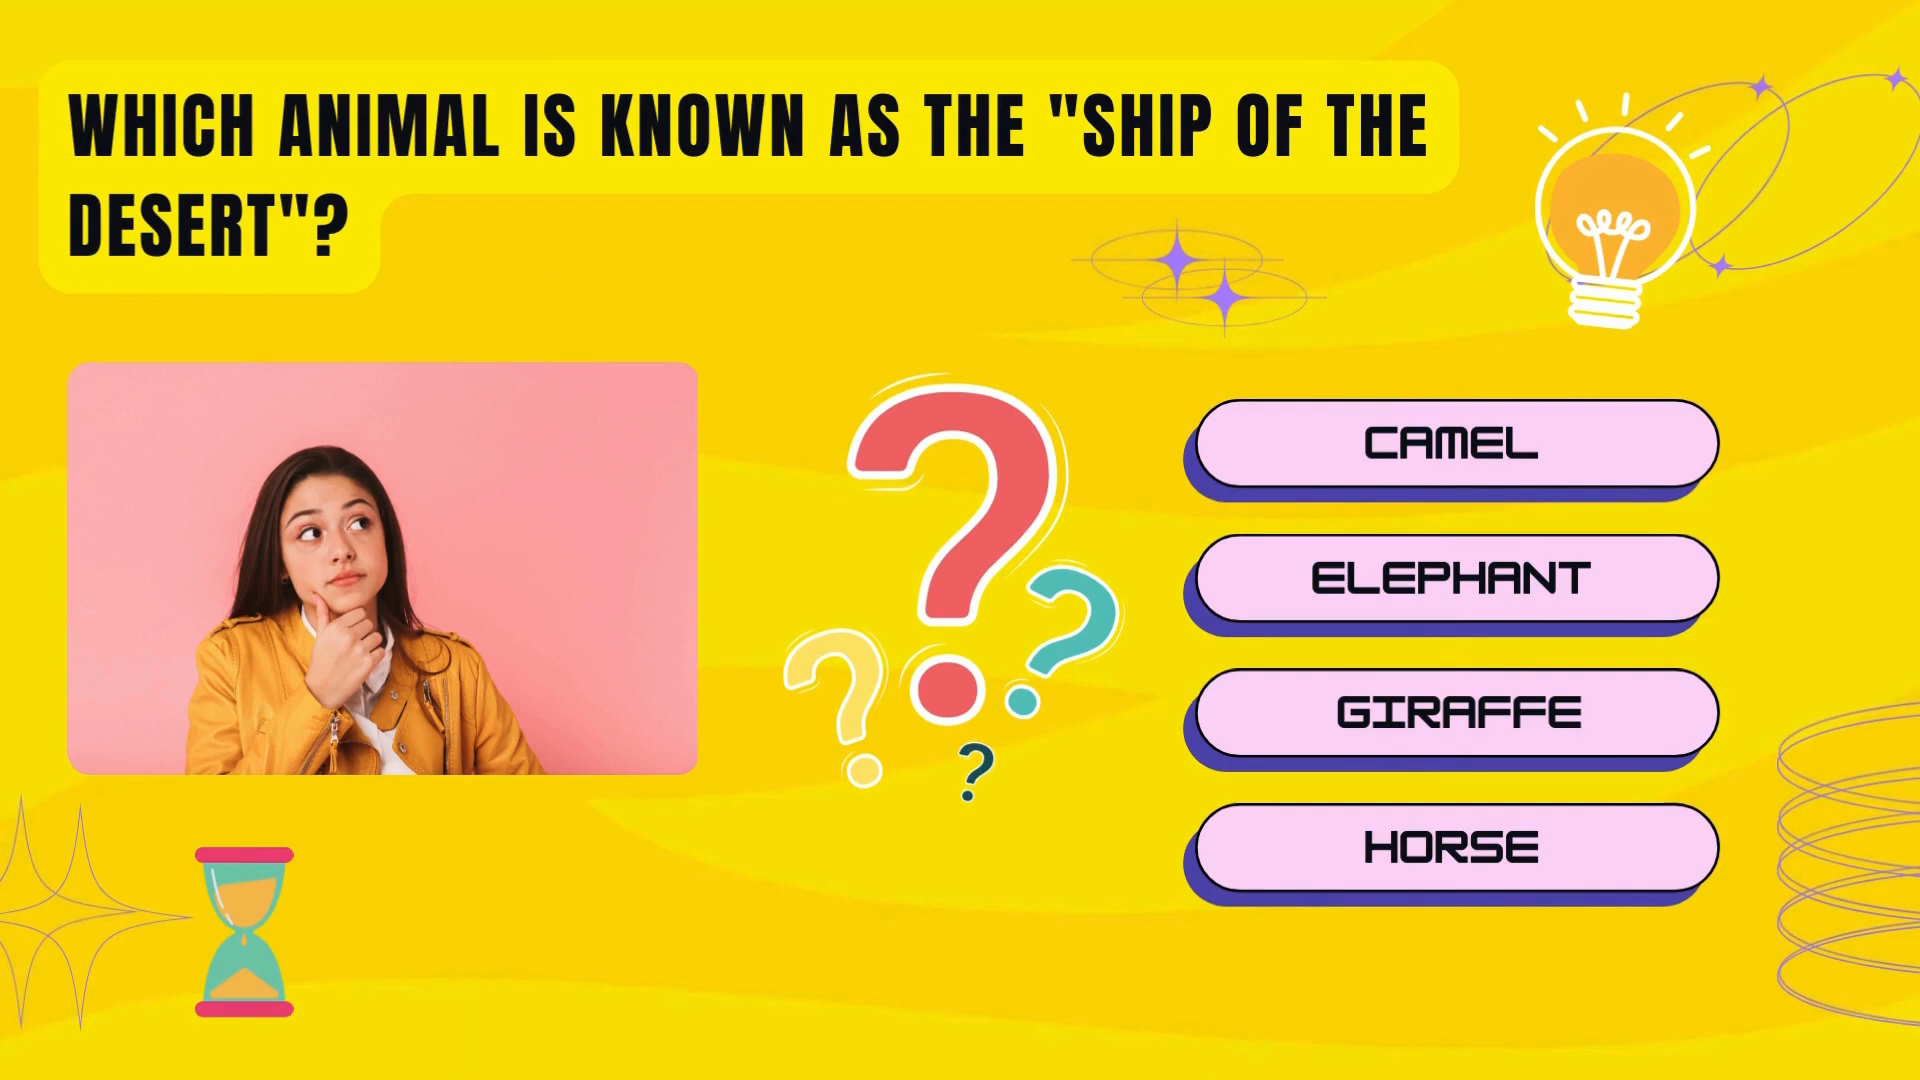 WHICH ANIMAL IS KNOWN AS THE "SHIP OF THE
DESERT"?
CAMEL
ELEPHANT
GIRAFFE
HORSE